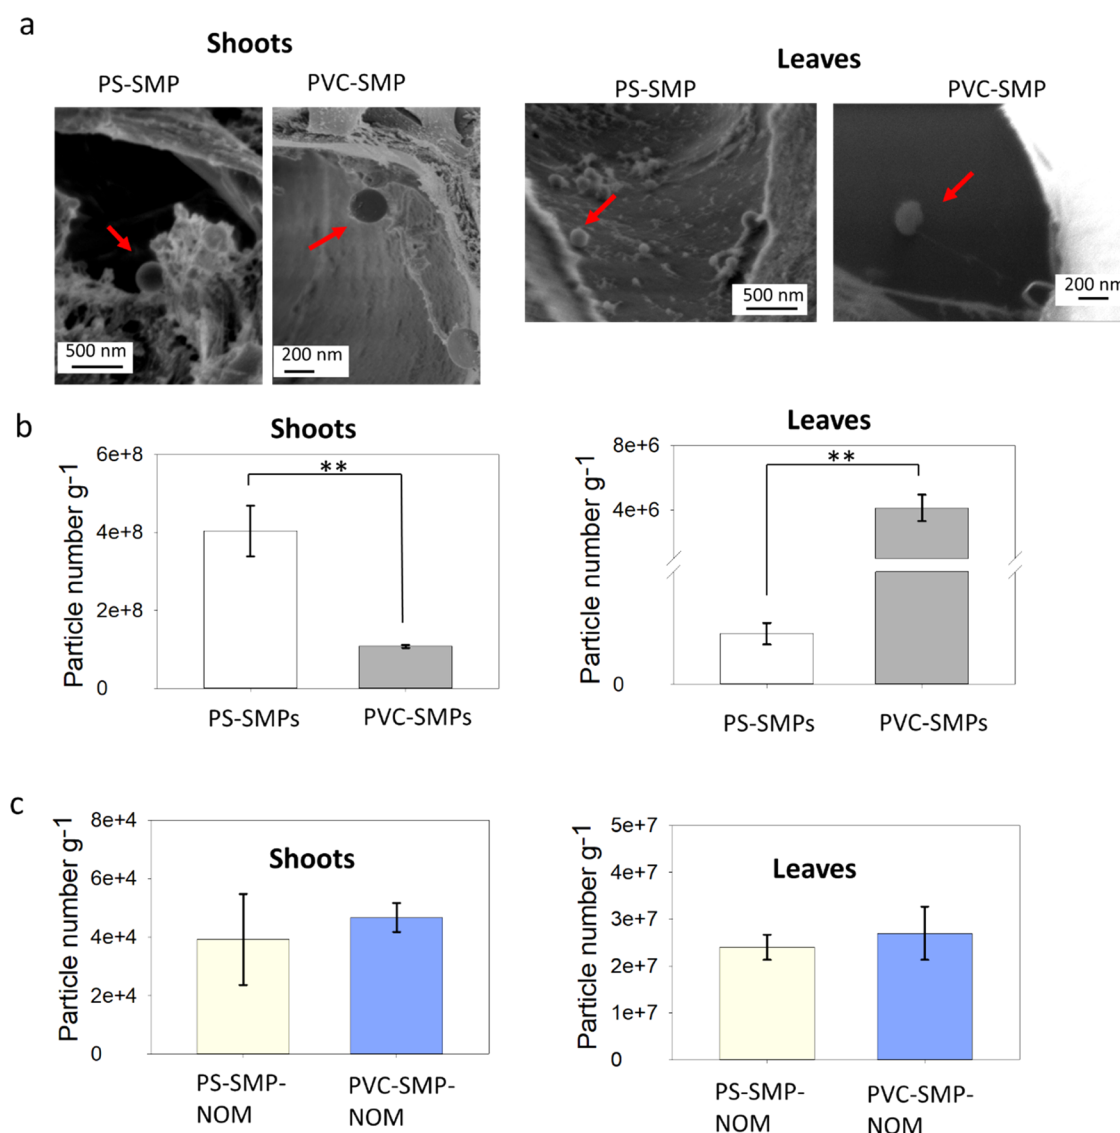 a
Shoots
PS-SMP
PVC-SMP
500 nm
200 nm
Leaves
PS-SMP
PVC-SMP
500 nm
200 nm
b
Shoots
Particle number g-1
6e+8
4e+8
2e+8
0
**
PS-SMPs
PVC-SMPs
Leaves
Particle number g-1
8e+6
4e+6
0
**
PS-SMPs
PVC-SMPs
c
Shoots
Particle number g-1
8e+4
6e+4
4e+4
2e+4
0
PS-SMP-
NOM
PVC-SMP-
NOM
Leaves
Particle number g-1
5e+7
4e+7
3e+7
2e+7
1e+7
0
PS-SMP-
NOM
PVC-SMP-
NOM